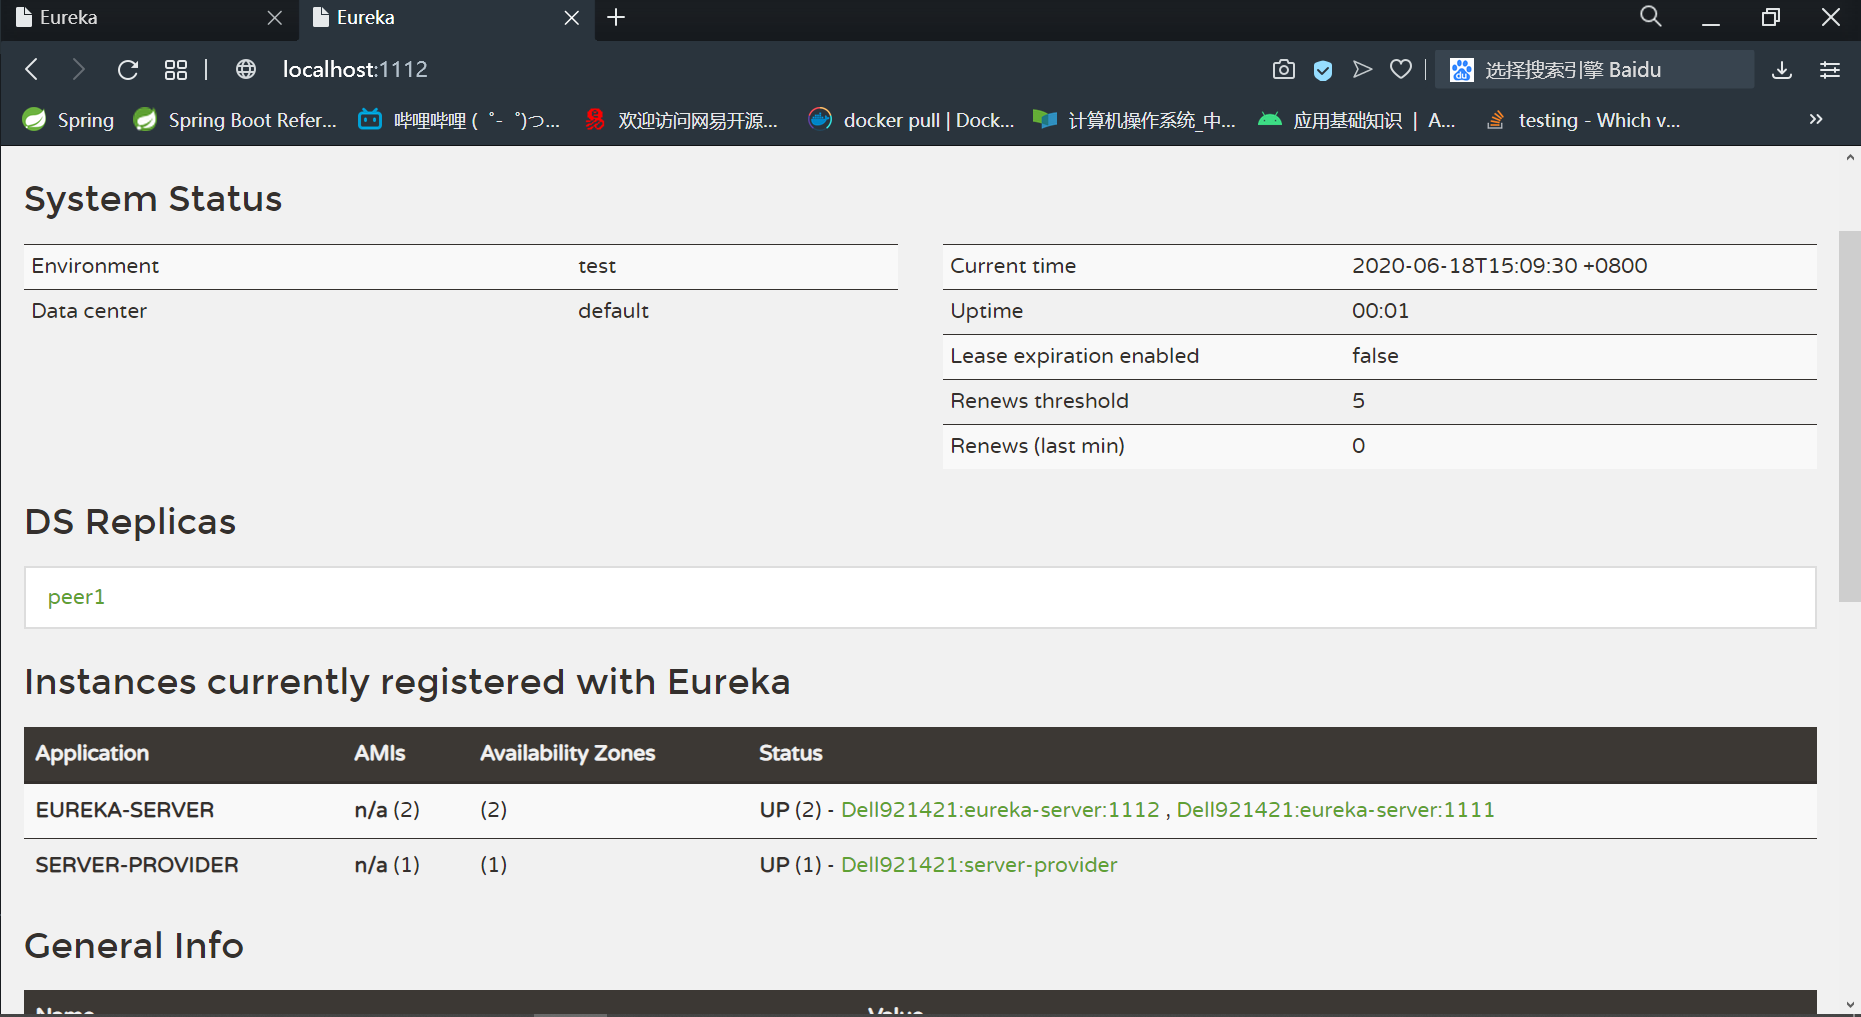 Eureka Eureka
localhost:1112 选择搜索引擎 Baidu
Spring Spring Boot Refer... 哔哩哔哩 ( ゜- ゜)つ... 欢迎访问网易开源... docker pull | Dock... 计算机操作系统_中... 应用基础知识 | A... testing - Which v...
System Status
Environment test
Data center default
Current time 2020-06-18T15:09:30 +0800
Uptime 00:01
Lease expiration enabled false
Renews threshold 5
Renews (last min) 0
DS Replicas
peer1
Instances currently registered with Eureka
Application AMIs Availability Zones Status
EUREKA-SERVER n/a (2) (2) UP (2) - Dell921421:eureka-server:1112 , Dell921421:eureka-server:1111
SERVER-PROVIDER n/a (1) (1) UP (1) - Dell921421:server-provider
General Info
Name Value